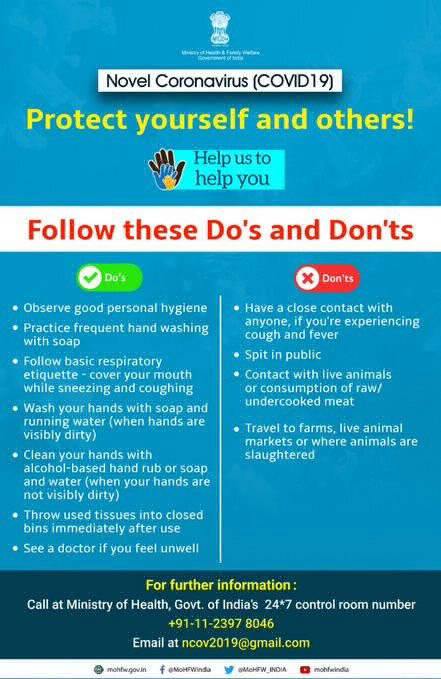 Ministry of Health & Family Welfare
Government of India
Novel Coronavirus (COVID19)
Protect yourself and others!
Help us to
help you
Follow these Do's and Don'ts
Do's
• Observe good personal hygiene
• Practice frequent hand washing
with soap
• Follow basic respiratory
etiquette - cover your mouth
while sneezing and coughing
• Wash your hands with soap and
running water (when hands are
visibly dirty)
• Clean your hands with
alcohol-based hand rub or soap
and water (when your hands are
not visibly dirty)
• Throw used tissues into closed
bins immediately after use
• See a doctor if you feel unwell
Don'ts
• Have a close contact with
anyone, if you're experiencing
cough and fever
• Spit in public
• Contact with live animals
or consumption of raw/
undercooked meat
• Travel to farms, live animal
markets or where animals are
slaughtered
For further information :
Call at Ministry of Health, Govt. of India's 24*7 control room number
+91-11-2397 8046
Email at ncov2019@gmail.com
mohfw.gov.in @MoHFWIndia @MoHFW_INDIA mohfwindia